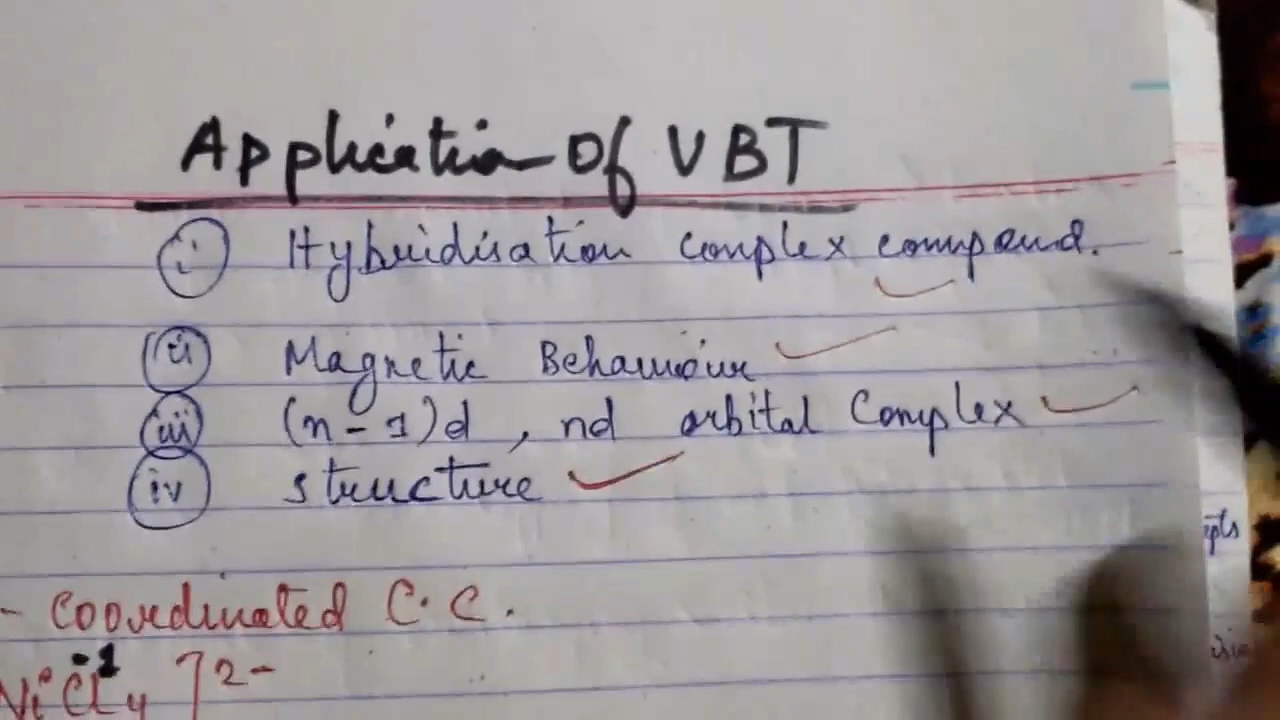 Application Of VBT
(i) Hybridisation complex compound.
(ii) Magnetic Behaviour
(iii) (n-1)d, nd orbital Complex
(iv) structure
- Coordinated C.C.
NiCl4 ]2-
-1